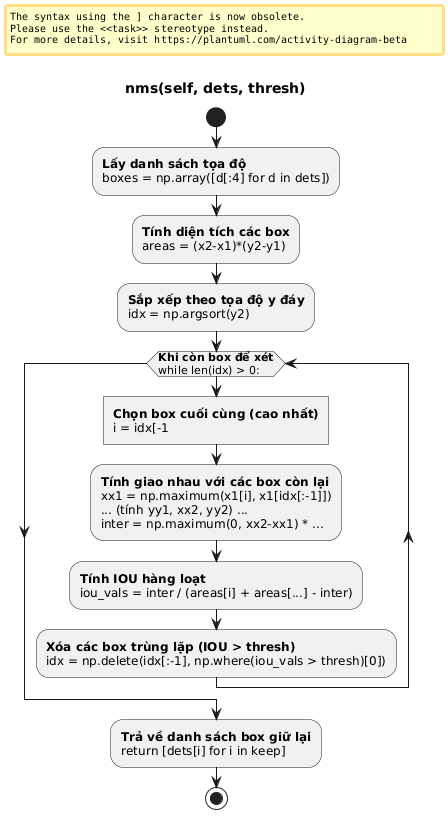 The syntax using the ] character is now obsolete.
Please use the <<task>> stereotype instead.
For more details, visit https://plantuml.com/activity-diagram-beta
nms(self, dets, thresh)
Lấy danh sách tọa độ
boxes = np.array([d[:4] for d in dets])
Tính diện tích các box
areas = (x2-x1)*(y2-y1)
Sắp xếp theo tọa độ y đáy
idx = np.argsort(y2)
Khi còn box để xét
while len(idx) > 0:
Chọn box cuối cùng (cao nhất)
i = idx[-1
Tính giao nhau với các box còn lại
xx1 = np.maximum(x1[i], x1[idx[:-1]])
... (tính yy1, xx2, yy2) ...
inter = np.maximum(0, xx2-xx1) * ...
Tính IOU hàng loạt
iou_vals = inter / (areas[i] + areas[...] - inter)
Xóa các box trùng lặp (IOU > thresh)
idx = np.delete(idx[:-1], np.where(iou_vals > thresh)[0])
Trả về danh sách box giữ lại
return [dets[i] for i in keep]